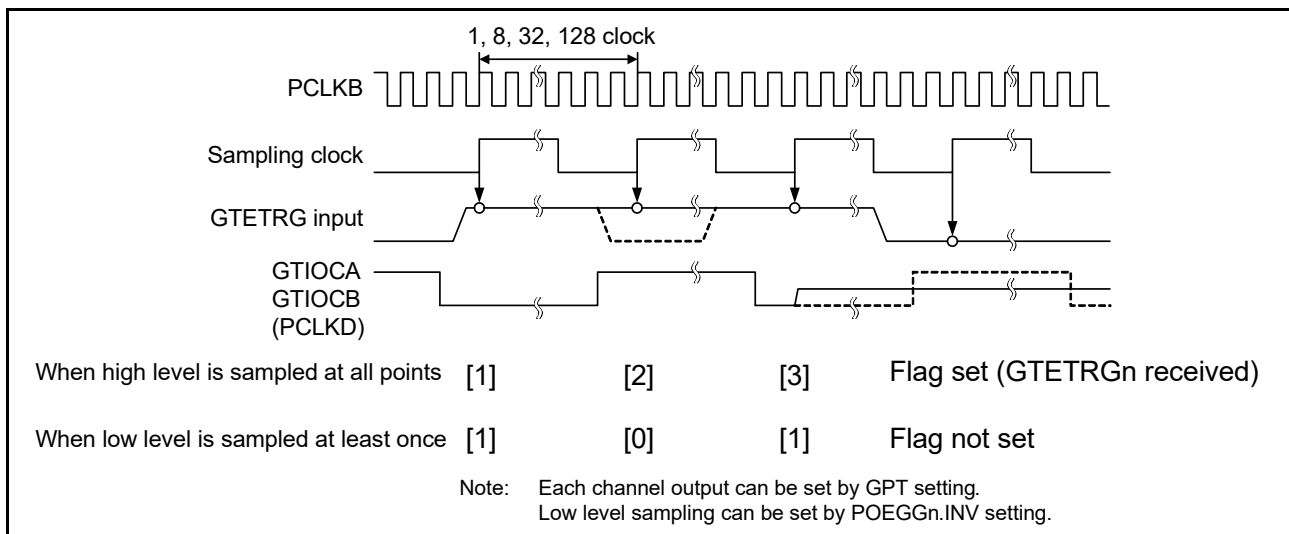 1, 8, 32, 128 clock
PCLKB
Sampling clock
GTETRG input
GTIOCA
GTIOCB
(PCLKD)
When high level is sampled at all points [1] [2] [3] Flag set (GTETRGn received)
When low level is sampled at least once [1] [0] [1] Flag not set
Note: Each channel output can be set by GPT setting.
Low level sampling can be set by POEGGn.INV setting.